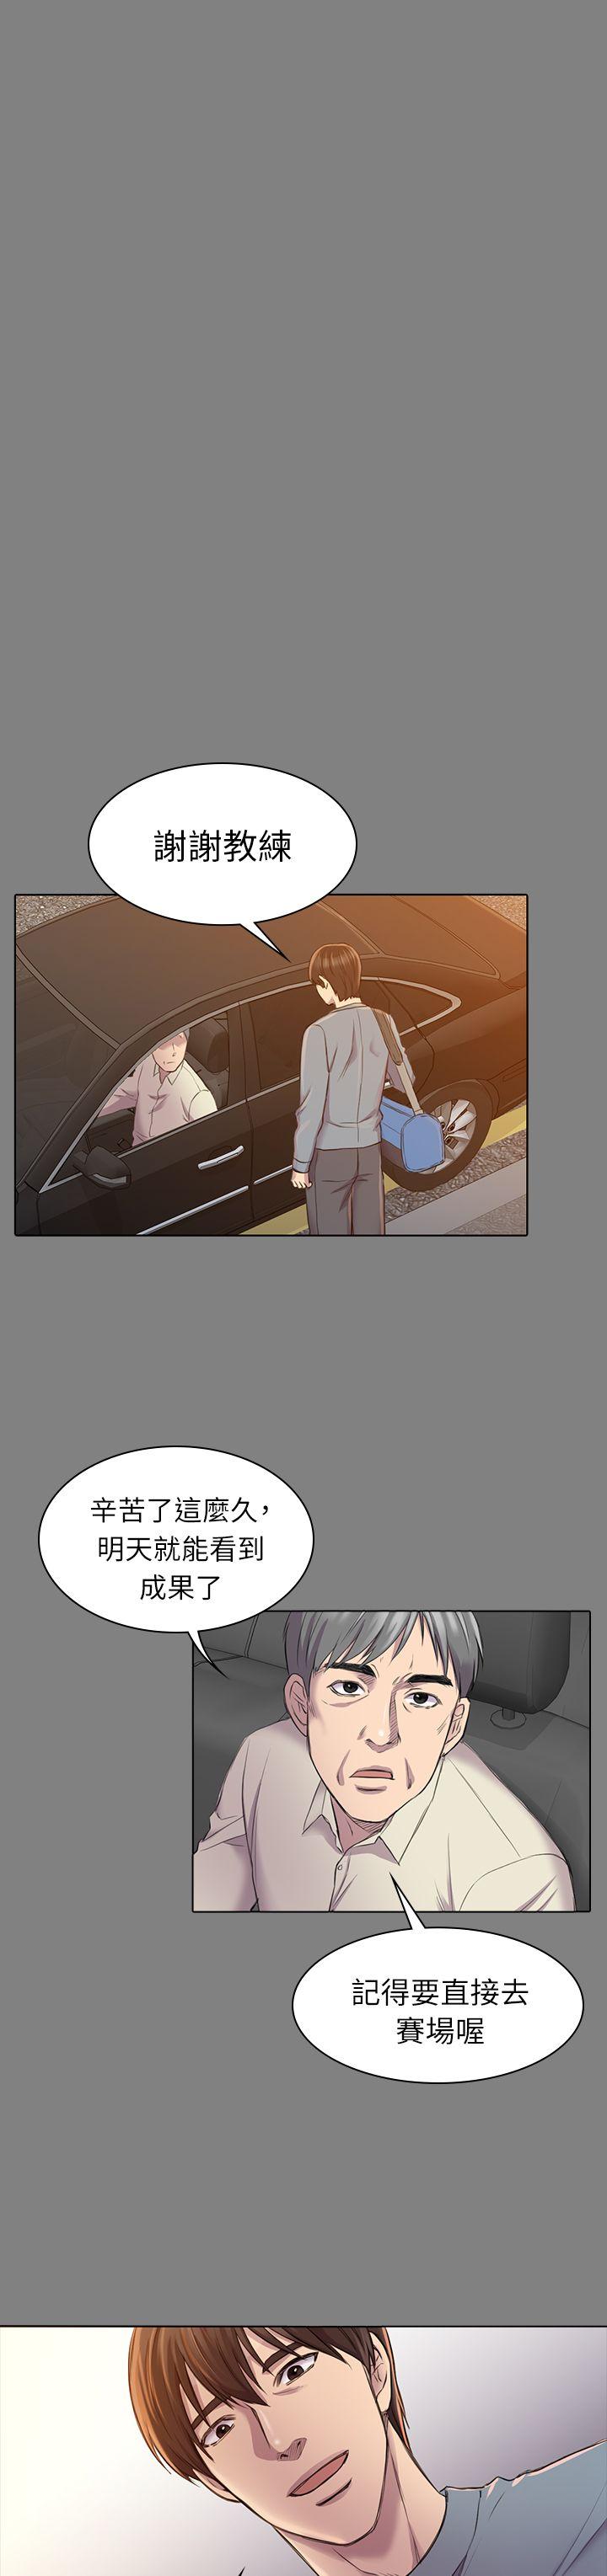 謝謝教練
辛苦了這麼久，
明天就能看到
成果了
記得要直接去
賽場喔